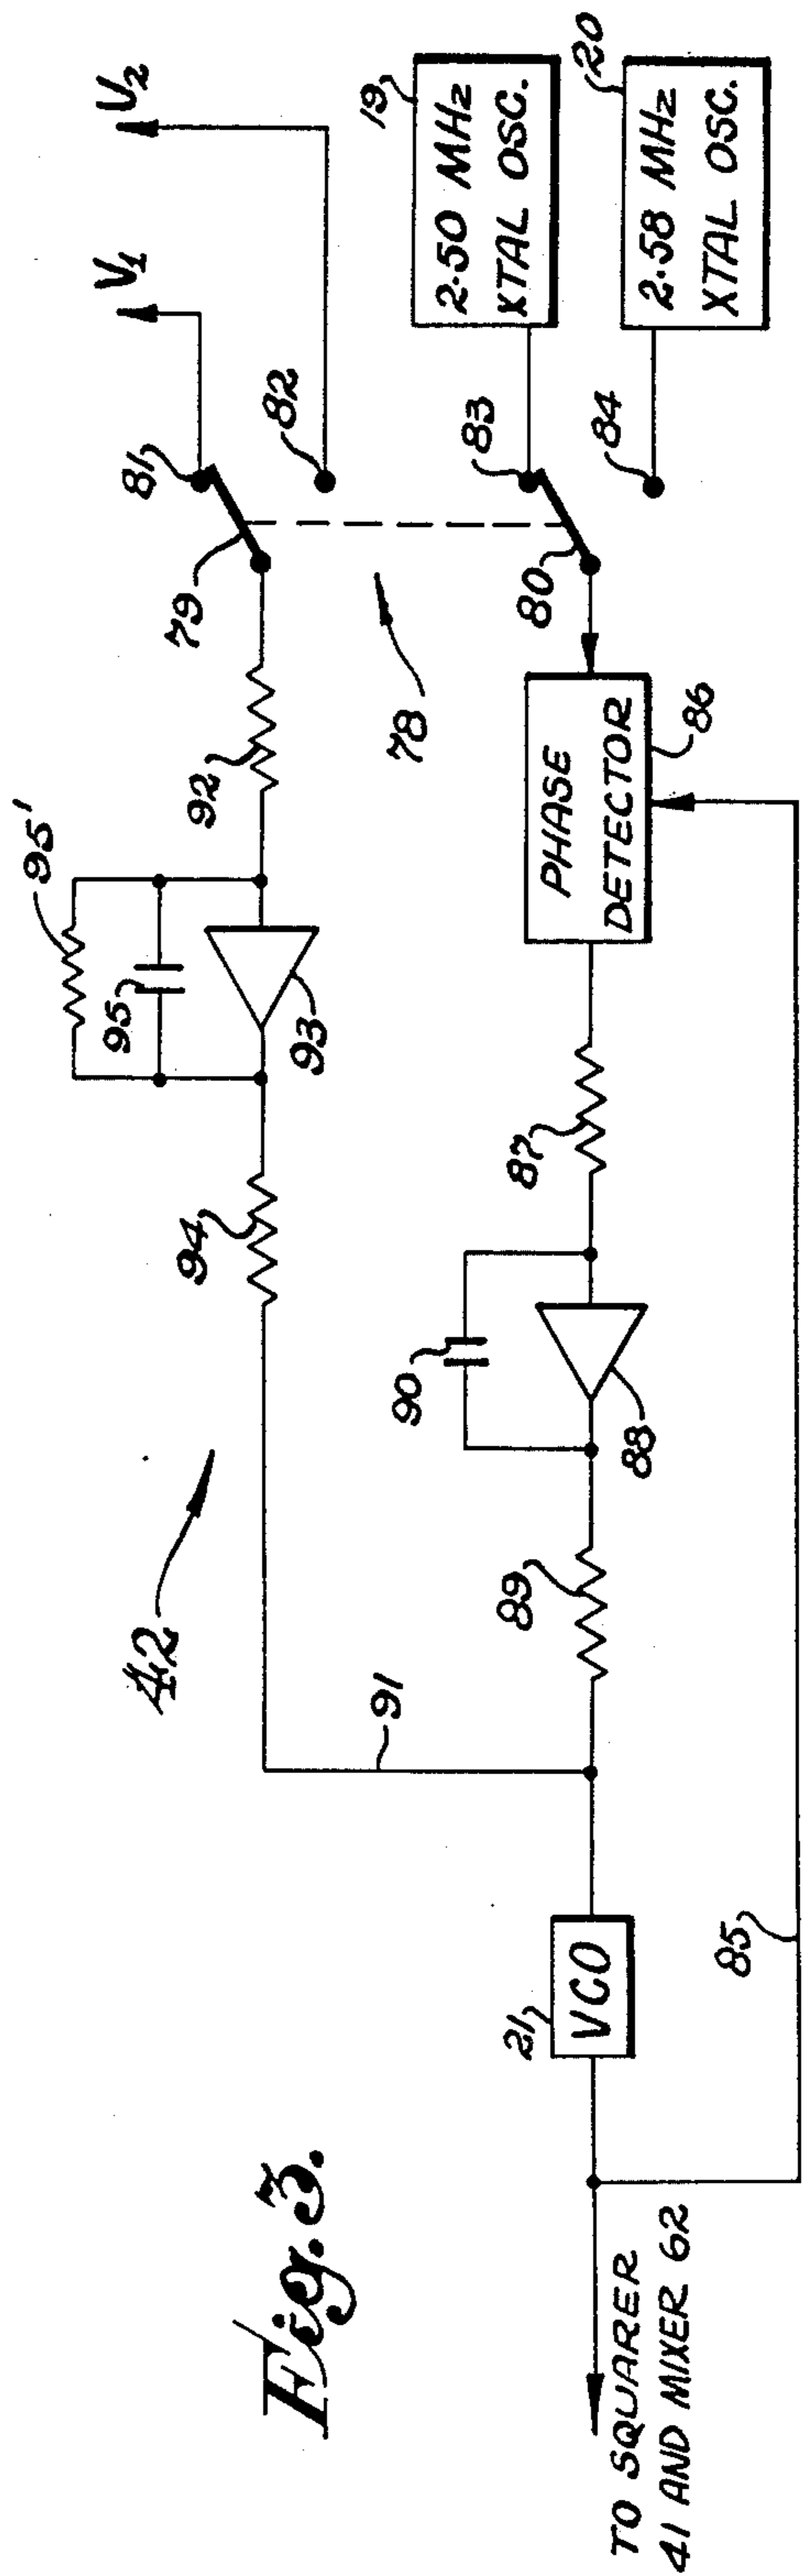 Fig. 3.
42
V1
V2
81
82
79
78
92
95'
95
93
94
91
19
2.50 MHz
XTAL OSC.
20
2.58 MHz
XTAL OSC.
83
84
80
PHASE
DETECTOR
86
87
90
88
89
21
VCO
85
TO SQUARER
41 AND MIXER 62